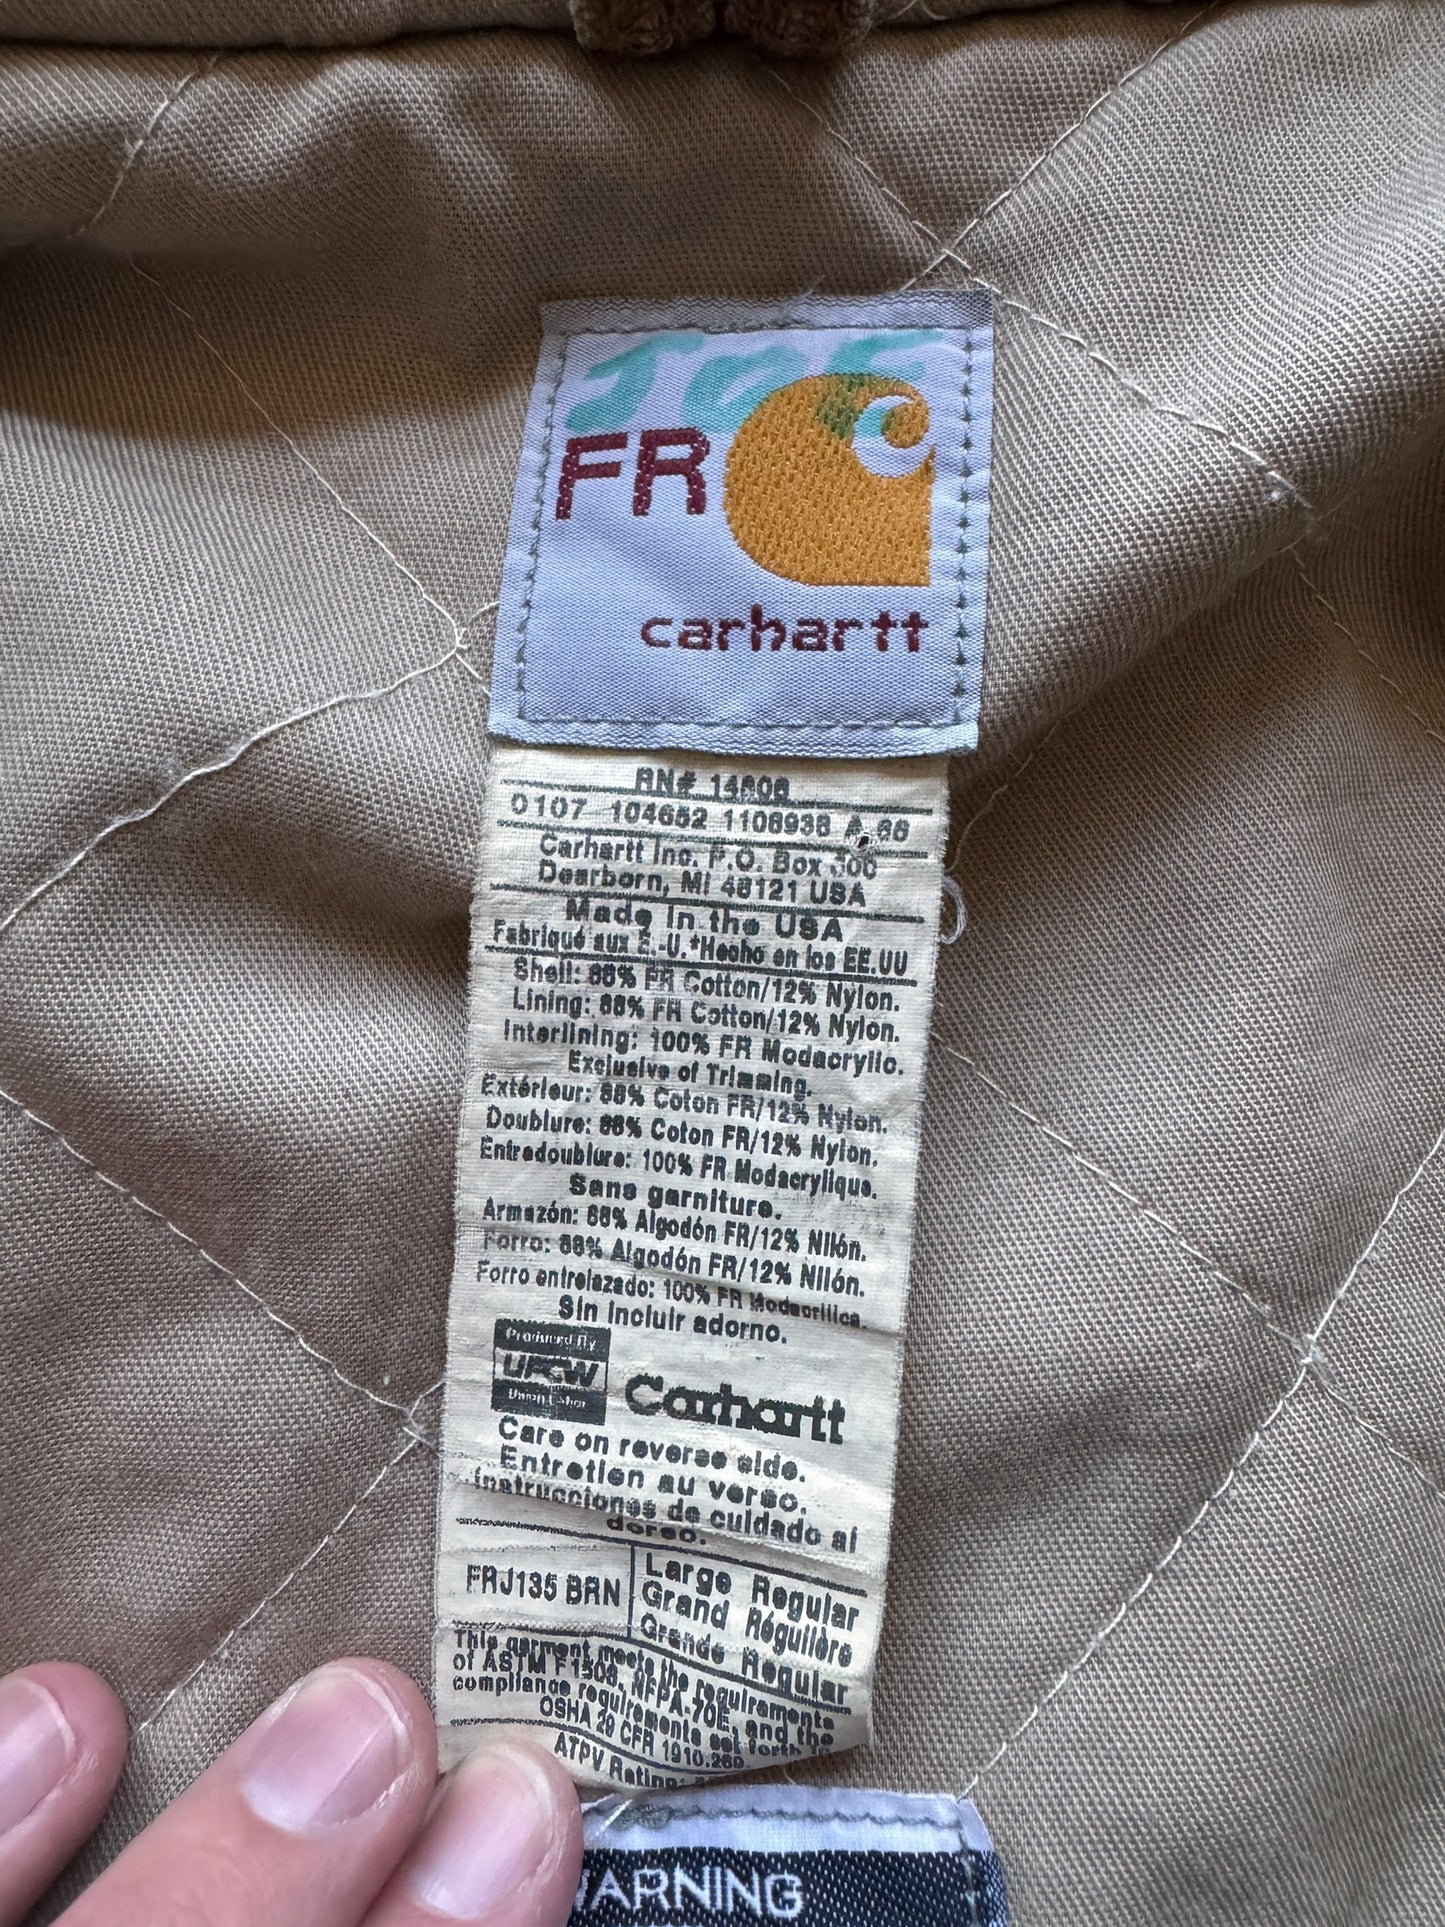 JOE
FR
carhartt
RN# 14806
0107 104652 1106938 A 88
Carhartt Inc. P.O. Box 600
Dearborn, MI 48121 USA
Made In the USA
Fabriqué aux E.-U.*Hecho en los EE.UU
Shell: 88% FR Cotton/12% Nylon.
Lining: 88% FR Cotton/12% Nylon.
Interlining: 100% FR Modacrylic.
Exclusive of Trimming.
Extérieur: 88% Coton FR/12% Nylon.
Doublure: 88% Coton FR/12% Nylon.
Entredoublure: 100% FR Modacrylique.
Sans garniture.
Armazón: 88% Algodón FR/12% Nilón.
Forro: 88% Algodón FR/12% Nilón.
Forro entrelazado: 100% FR Modacrílica.
Sin incluir adorno.
Produced By
UFCW
Union Labor
Carhartt
Care on reverse side.
Entretien au verso.
Instrucciones de cuidado al
dorso.
FRJ135 BRN
Large Regular
Grand Réguilère
Grande Regular
This garment meets the requirements
of ASTM F1506, NFPA-70E, and the
compliance requirements set forth in
OSHA 29 CFR 1910.269
ATPV Rating:
WARNING